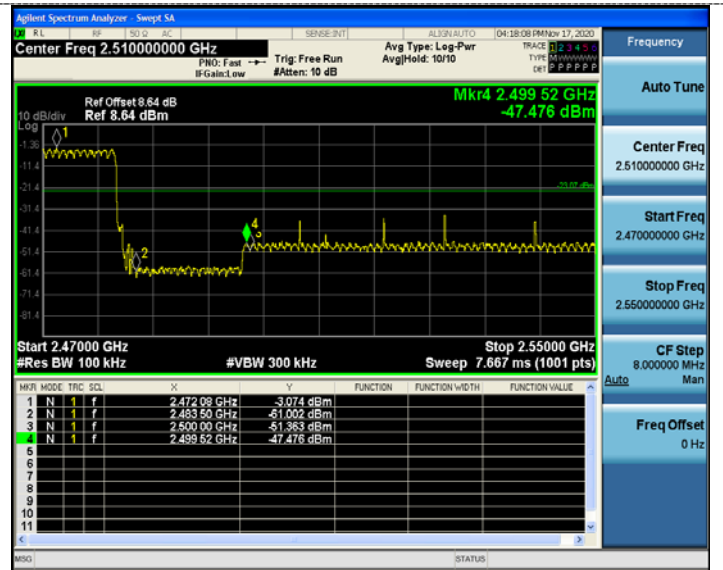 Agilent Spectrum Analyzer - Swept SA
RL RF 50 Ω AC SENSE:INT ALIGN AUTO 04:18:08 PM Nov 17, 2020
Center Freq 2.510000000 GHz
PNO: Fast Trig: Free Run
IFGain:Low #Atten: 10 dB
Avg Type: Log-Pwr
Avg|Hold: 10/10
TRACE 1 2 3 4 5 6
TYPE M
DET P P P P P P
Frequency
Mkr4 2.499 52 GHz
-47.476 dBm
Ref Offset 8.64 dB
10 dB/div Ref 8.64 dBm
Log
-1.36
-11.4
-21.4
-31.4
-41.4
-51.4
-61.4
-71.4
-81.4
1
2
4
3
-23.07 dBm
Start 2.47000 GHz Stop 2.55000 GHz
#Res BW 100 kHz #VBW 300 kHz Sweep 7.667 ms (1001 pts)
MKR MODE TRC SCL X Y FUNCTION FUNCTION WIDTH FUNCTION VALUE
1 N 1 f 2.472 08 GHz -3.074 dBm
2 N 1 f 2.483 50 GHz -61.002 dBm
3 N 1 f 2.500 00 GHz -51.363 dBm
4 N 1 f 2.499 52 GHz -47.476 dBm
5
6
7
8
9
10
11
MSG STATUS
Auto Tune
Center Freq
2.510000000 GHz
Start Freq
2.470000000 GHz
Stop Freq
2.550000000 GHz
CF Step
8.000000 MHz
Auto Man
Freq Offset
0 Hz